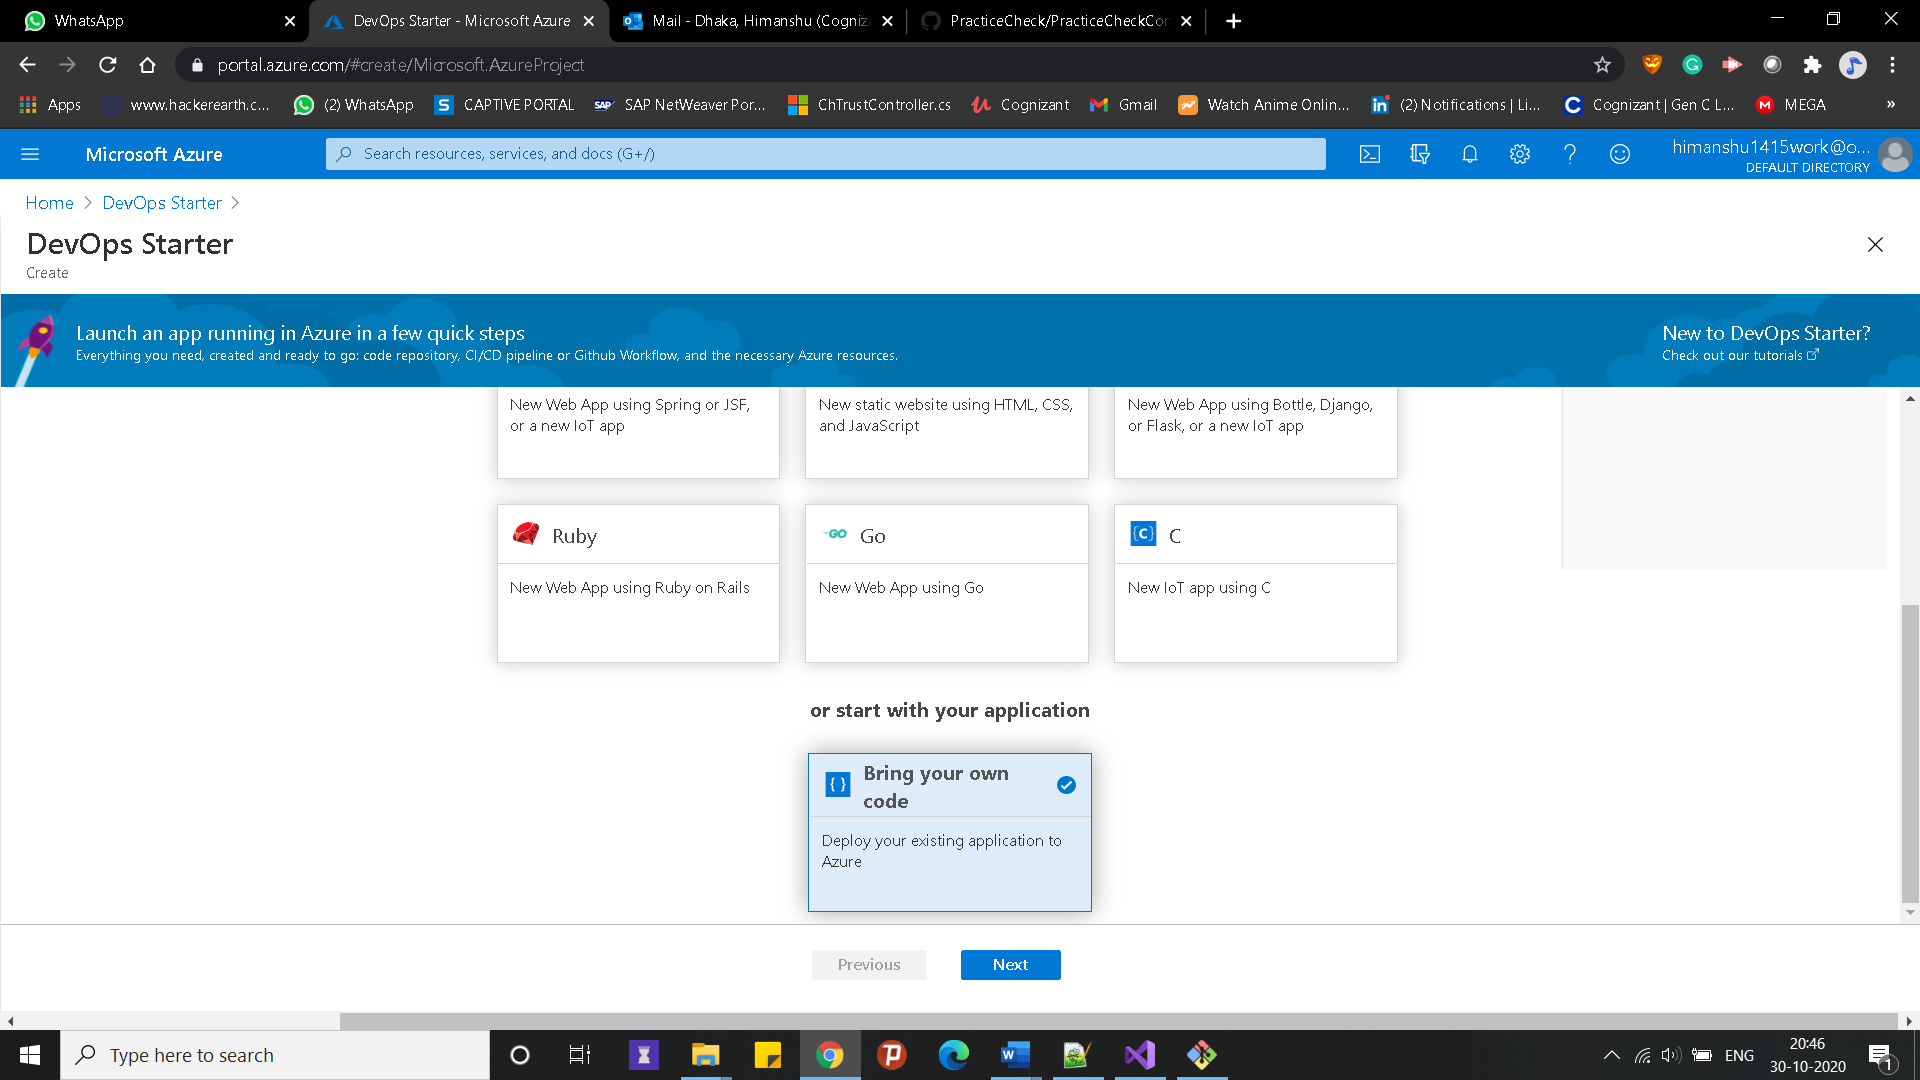 WhatsApp
DevOps Starter - Microsoft Azure
Mail - Dhaka, Himanshu (Cogniz
PracticeCheck/PracticeCheckCor
portal.azure.com/#create/Microsoft.AzureProject
Apps
www.hackerearth.c...
(2) WhatsApp
CAPTIVE PORTAL
SAP NetWeaver Por...
ChTrustController.cs
Cognizant
Gmail
Watch Anime Onlin...
(2) Notifications | Li...
Cognizant | Gen C L...
MEGA
»
Microsoft Azure
Search resources, services, and docs (G+/)
himanshu1415work@o...
DEFAULT DIRECTORY
Home > DevOps Starter >
DevOps Starter
Create
Launch an app running in Azure in a few quick steps
Everything you need, created and ready to go: code repository, CI/CD pipeline or Github Workflow, and the necessary Azure resources.
New to DevOps Starter?
Check out our tutorials
New Web App using Spring or JSF,
or a new IoT app
New static website using HTML, CSS,
and JavaScript
New Web App using Bottle, Django,
or Flask, or a new IoT app
Ruby
New Web App using Ruby on Rails
GO Go
New Web App using Go
{C} C
New IoT app using C
or start with your application
{ } Bring your own
code
Deploy your existing application to
Azure
Previous
Next
Type here to search
ENG
20:46
30-10-2020
1